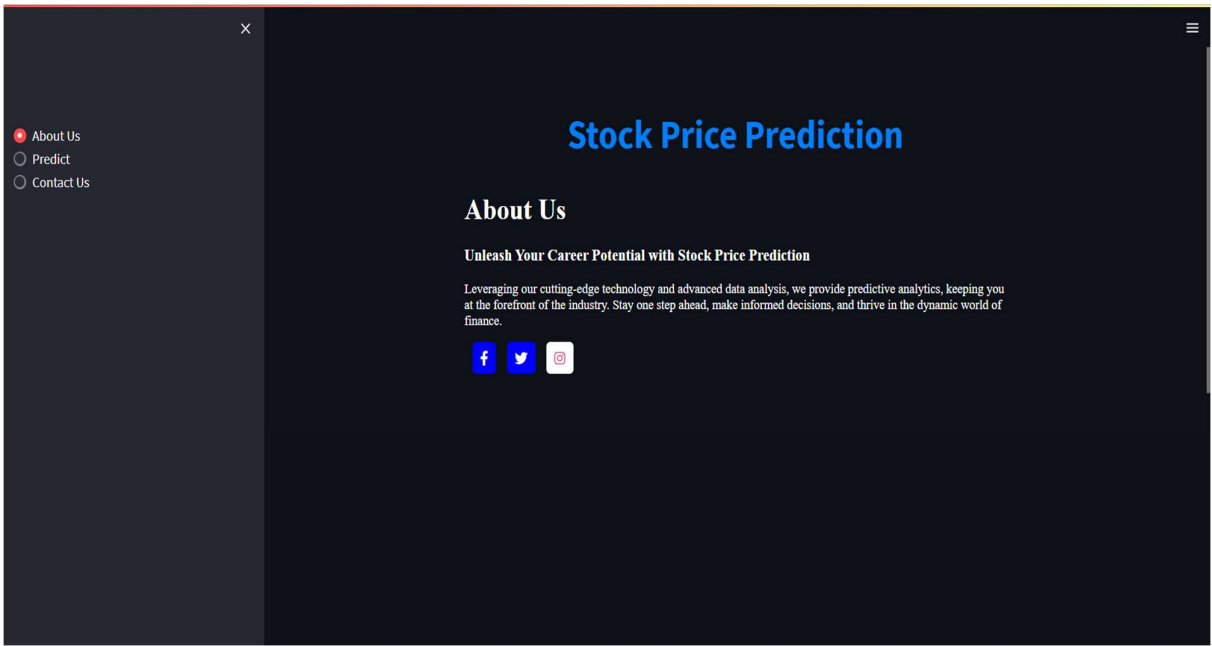 About Us
Predict
Contact Us
Stock Price Prediction
About Us
Unleash Your Career Potential with Stock Price Prediction
Leveraging our cutting-edge technology and advanced data analysis, we provide predictive analytics, keeping you
at the forefront of the industry. Stay one step ahead, make informed decisions, and thrive in the dynamic world of
finance.